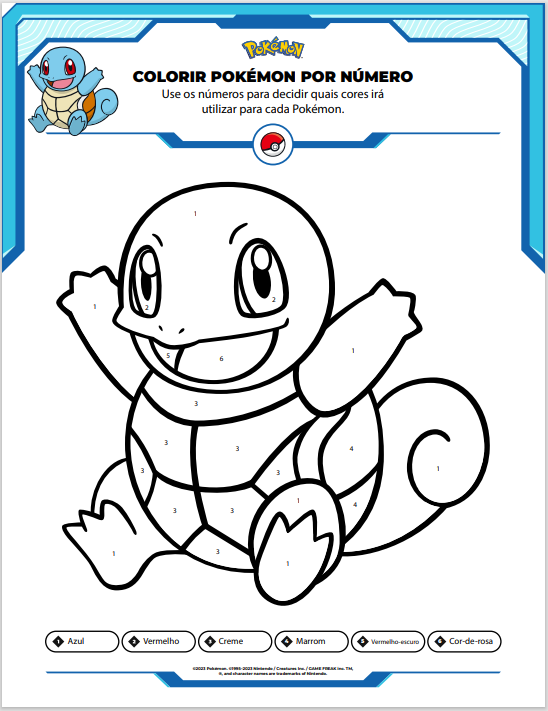 POKÉMON
COLORIR POKÉMON POR NÚMERO
Use os números para decidir quais cores irá
utilizar para cada Pokémon.
1
2
2
1
1
5
6
3
3
3
4
3
3
1
1
4
3
3
1
3
1
1 Azul
2 Vermelho
3 Creme
4 Marrom
5 Vermelho-escuro
6 Cor-de-rosa
©2023 Pokémon. ©1995–2023 Nintendo / Creatures Inc. / GAME FREAK inc. TM,
®, and character names are trademarks of Nintendo.